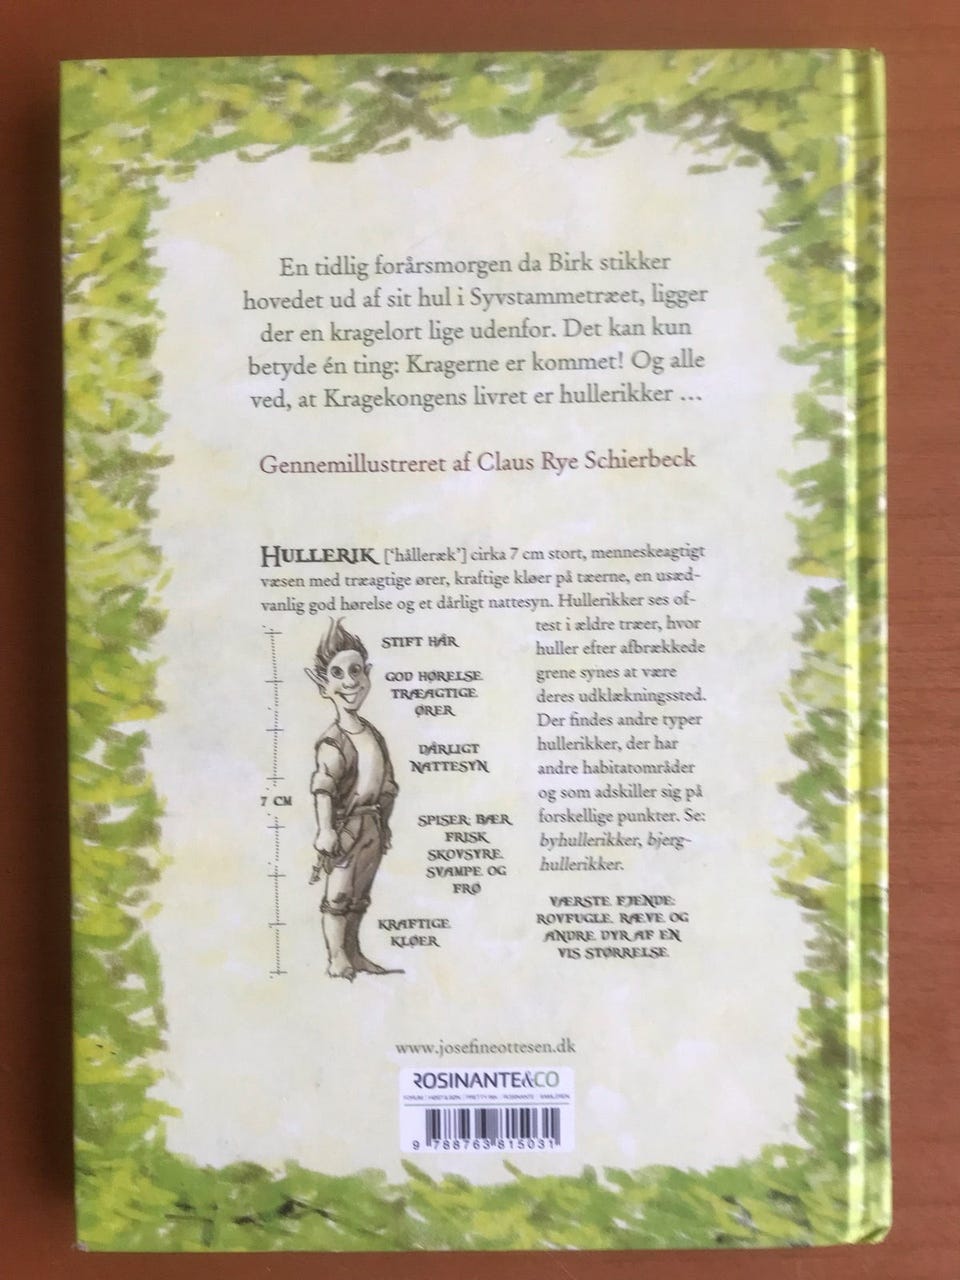 En tidlig forårsmorgen da Birk stikker
hovedet ud af sit hul i Syvstammetræet, ligger
der en kragelort lige udenfor. Det kan kun
betyde én ting: Kragerne er kommet! Og alle
ved, at Kragekongens livret er hullerikker ...
Gennemillustreret af Claus Rye Schierbeck
HULLERIK ['hålleræk'] cirka 7 cm stort, menneskeagtigt
væsen med træagtige ører, kraftige kløer på tæerne, en usæd-
vanlig god hørelse og et dårligt nattesyn. Hullerikker ses of-
test i ældre træer, hvor
huller efter afbrækkede
grene synes at være
deres udklækningssted.
Der findes andre typer
hullerikker, der har
andre habitatområder
og som adskiller sig på
forskellige punkter. Se:
byhullerikker, bjerg-
hullerikker.
STIFT HÅR
GOD HØRELSE
TRÆAGTIGE
ØRER
DÅRLIGT
NATTESYN
7 CM
SPISER: BÆR,
FRISK
SKOVSYRE,
SVAMPE OG
FRØ
KRAFTIGE
KLØER
VÆRSTE FJENDE:
ROVFUGLE, RÆVE OG
ANDRE DYR AF EN
VIS STØRRELSE
www.josefineottesen.dk
ROSINANTE&CO
FORUM | HØST & SØN | PRETTY INK | ROSINANTE | SAMLEREN
9 788763 815031